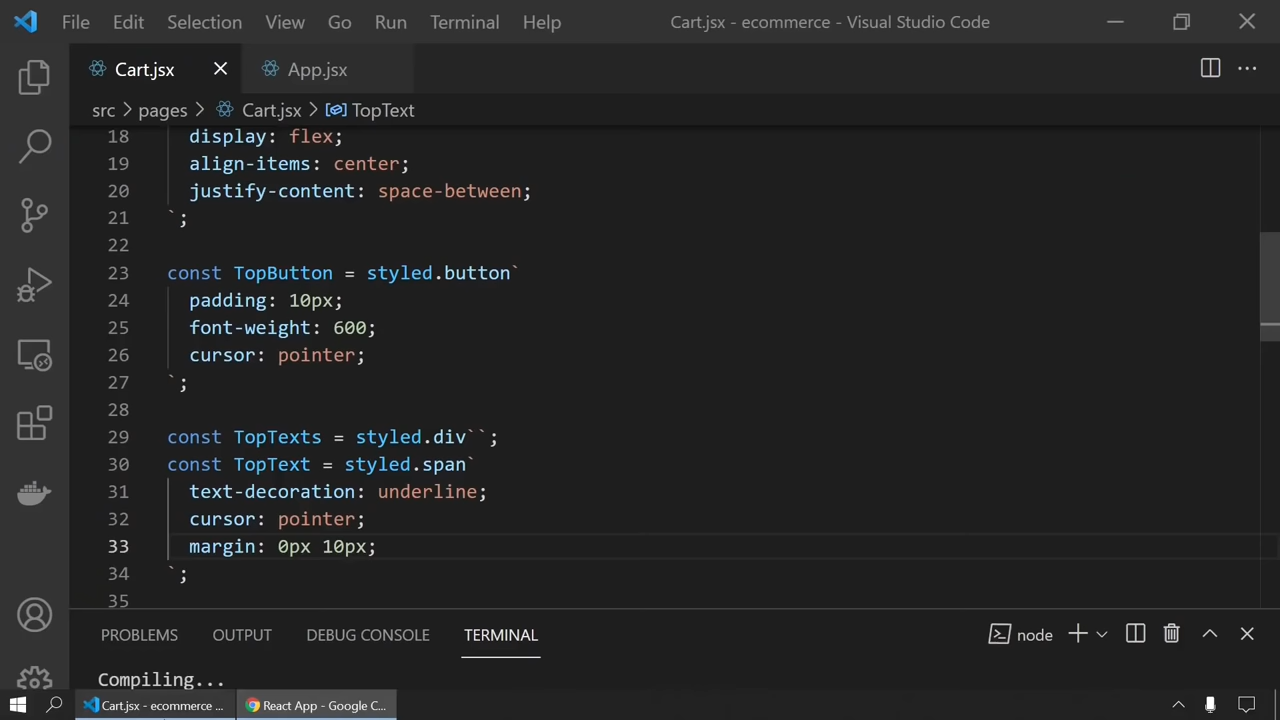 File Edit Selection View Go Run Terminal Help Cart.jsx - ecommerce - Visual Studio Code
Cart.jsx App.jsx
src > pages > Cart.jsx > TopText
18 display: flex;
19 align-items: center;
20 justify-content: space-between;
21 `;
22
23 const TopButton = styled.button`
24 padding: 10px;
25 font-weight: 600;
26 cursor: pointer;
27 `;
28
29 const TopTexts = styled.div``;
30 const TopText = styled.span`
31 text-decoration: underline;
32 cursor: pointer;
33 margin: 0px 10px;
34 `;
35
PROBLEMS OUTPUT DEBUG CONSOLE TERMINAL node
Compiling...
Cart.jsx - ecommerce ... React App - Google C...